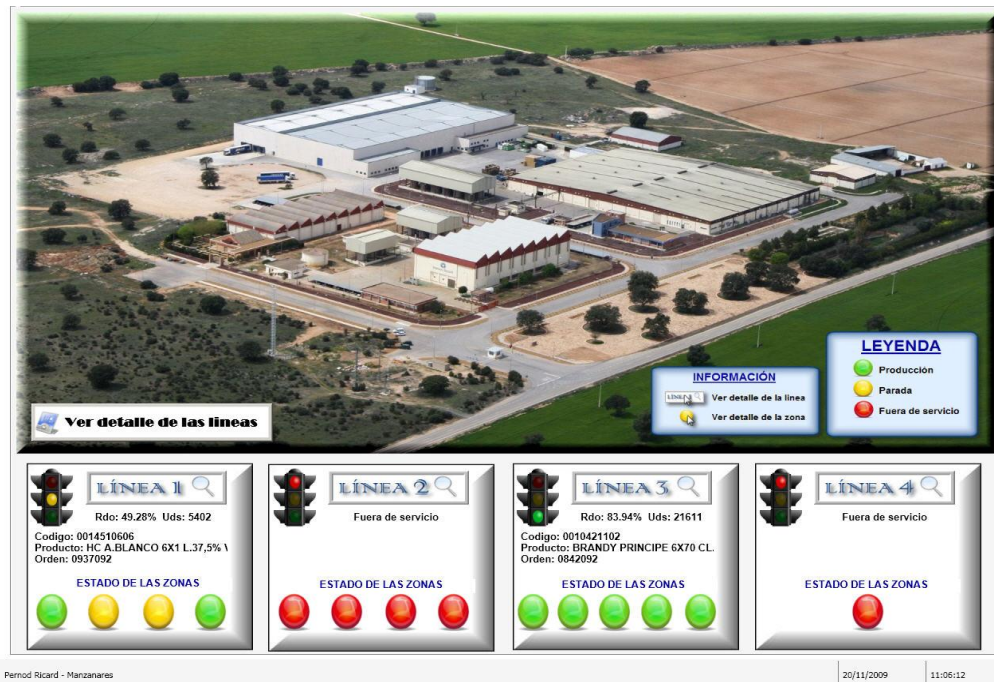 LEYENDA
Producción
Parada
Fuera de servicio
INFORMACIÓN
LÍNEA Ver detalle de la línea
Ver detalle de la zona
Ver detalle de las lineas
LÍNEA 1
Rdo: 49.28% Uds: 5402
Codigo: 0014510606
Producto: HC A.BLANCO 6X1 L.37,5%
Orden: 0937092
ESTADO DE LAS ZONAS
LÍNEA 2
Fuera de servicio
ESTADO DE LAS ZONAS
LÍNEA 3
Rdo: 83.94% Uds: 21611
Codigo: 0010421102
Producto: BRANDY PRINCIPE 6X70 CL.
Orden: 0842092
ESTADO DE LAS ZONAS
LÍNEA 4
Fuera de servicio
ESTADO DE LAS ZONAS
Pernod Ricard - Manzanares
20/11/2009
11:06:12